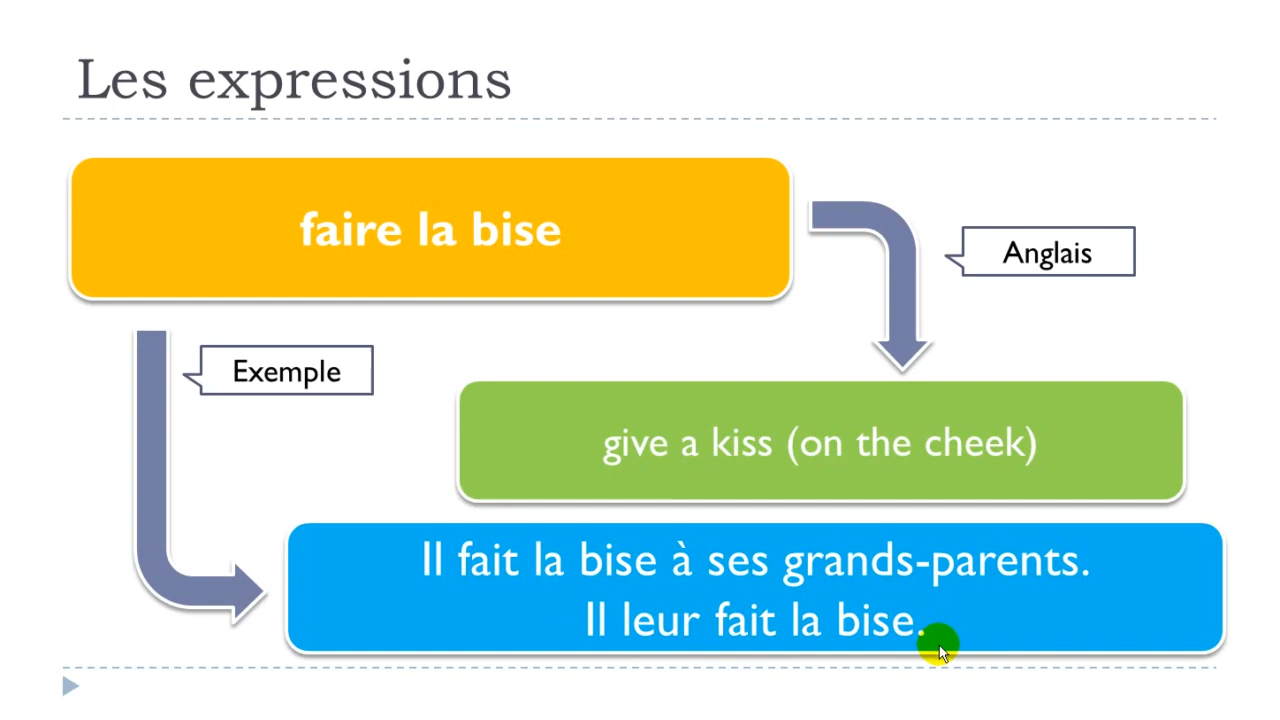 Les expressions
faire la bise
Anglais
Exemple
give a kiss (on the cheek)
Il fait la bise à ses grands-parents.
Il leur fait la bise.